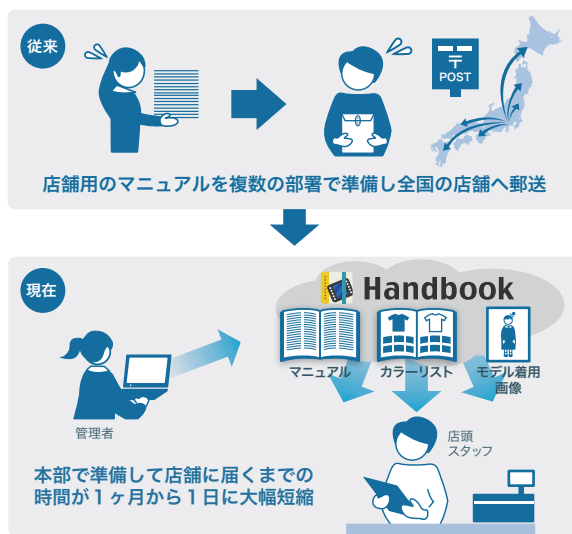 従来
〒
POST
店舗用のマニュアルを複数の部署で準備し全国の店舗へ郵送
現在
Handbook
マニュアル
カラーリスト
モデル着用
画像
管理者
店頭
スタッフ
本部で準備して店舗に届くまでの
時間が1ヶ月から1日に大幅短縮